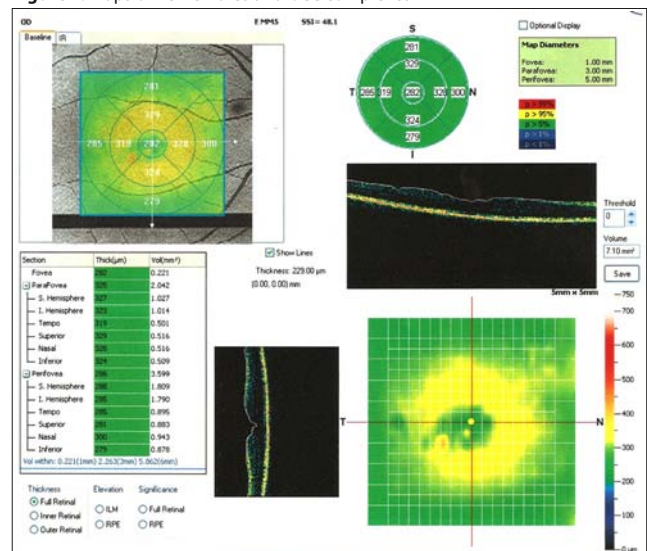 OD E MM5 SSI= 48.1
Baseline IR
281
329
285 319 282 328 300
324
279
S
281
329
T 285 319 282 328 300 N
324
279
I
Optional Display
Map Diameters
Fovea: 1.00 mm
Parafovea: 3.00 mm
Perifovea: 5.00 mm
p > 99%
p > 95%
p > 5%
p > 1%
p < 1%
Threshold
0
Volume
7.10 mm³
Save
Show Lines
Thickness: 229.00 µm
(0.00, 0.00) mm
5mm x 5mm
Section Thick(µm) Vol(mm³)
Fovea 282 0.221
ParaFovea 325 2.042
S. Hemisphere 327 1.027
I. Hemisphere 323 1.014
Tempo 319 0.501
Superior 329 0.516
Nasal 328 0.516
Inferior 324 0.509
Perifovea 286 3.599
S. Hemisphere 288 1.809
I. Hemisphere 285 1.790
Tempo 285 0.895
Superior 281 0.883
Nasal 300 0.943
Inferior 279 0.878
Vol within: 0.221(1mm) 2.263(3mm) 5.862(6mm)
Thickness Elevation Significance
Full Retinal ILM Full Retinal
Inner Retinal RPE RPE
Outer Retinal
T N
750
700
600
500
400
300
200
100
0 µm